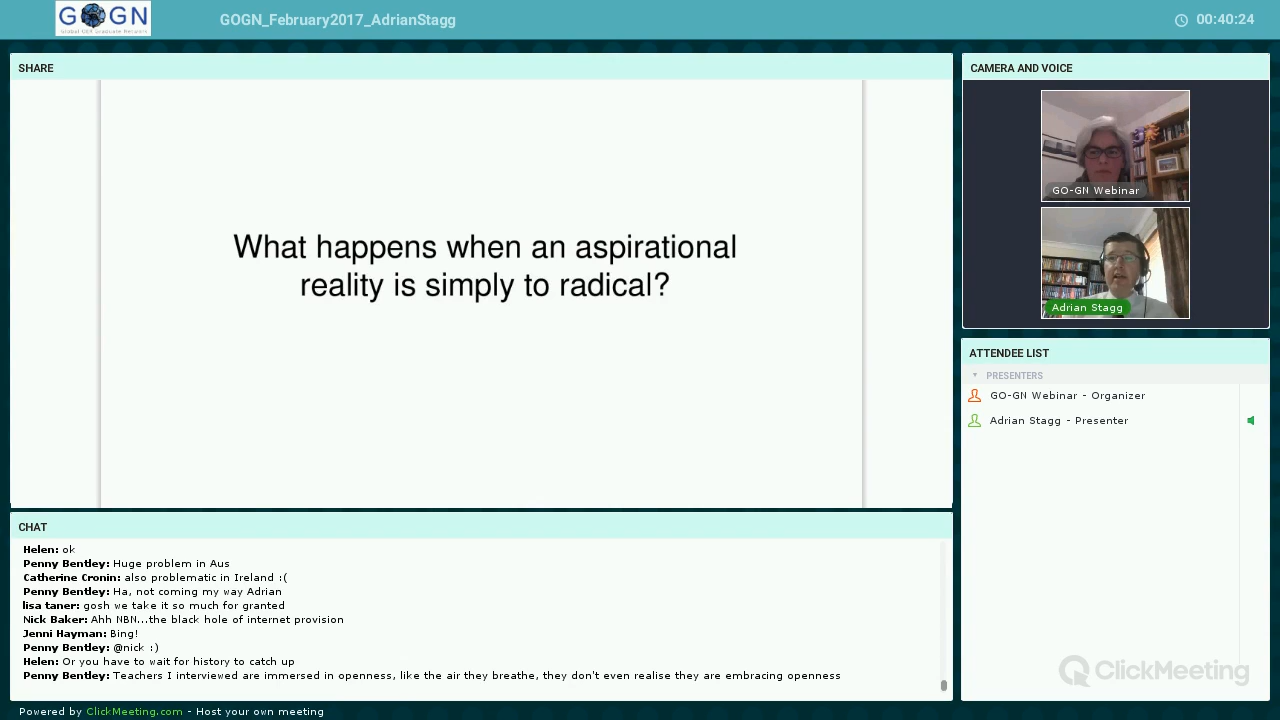 GOGN
Global OER Graduate Network
GOGN_February2017_AdrianStagg
00:40:24
SHARE
What happens when an aspirational
reality is simply to radical?
CAMERA AND VOICE
GO-GN Webinar
Adrian Stagg
ATTENDEE LIST
PRESENTERS
GO-GN Webinar - Organizer
Adrian Stagg - Presenter
CHAT
Helen: ok
Penny Bentley: Huge problem in Aus
Catherine Cronin: also problematic in Ireland :(
Penny Bentley: Ha, not coming my way Adrian
lisa taner: gosh we take it so much for granted
Nick Baker: Ahh NBN...the black hole of internet provision
Jenni Hayman: Bing!
Penny Bentley: @nick :)
Helen: Or you have to wait for history to catch up
Penny Bentley: Teachers I interviewed are immersed in openness, like the air they breathe, they don't even realise they are embracing openness
ClickMeeting
Powered by ClickMeeting.com - Host your own meeting